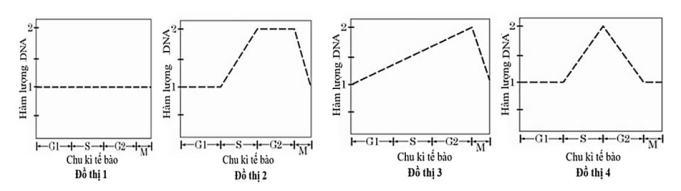 Hàm lượng DNA
2
1
G1 S G2 M
Chu kì tế bào
Đồ thị 1
Hàm lượng DNA
2
1
G1 S G2 M
Chu kì tế bào
Đồ thị 2
Hàm lượng DNA
2
1
G1 S G2 M
Chu kì tế bào
Đồ thị 3
Hàm lượng DNA
2
1
G1 S G2 M
Chu kì tế bào
Đồ thị 4